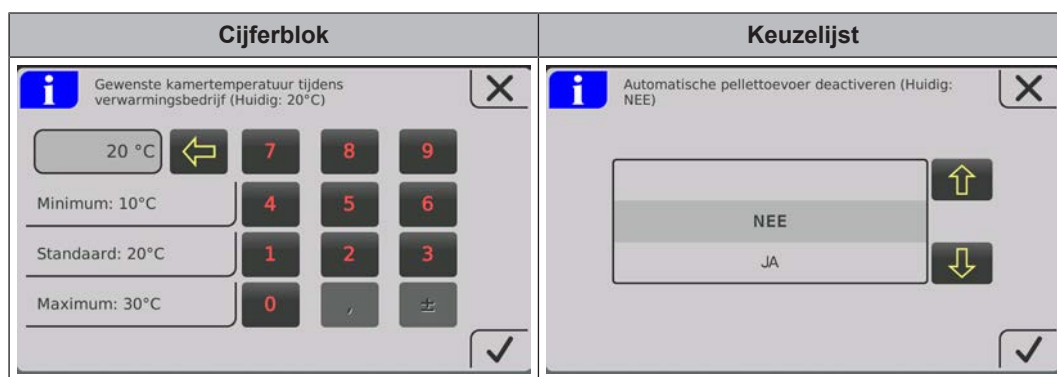 Cijferblok
Keuzelijst
i
Gewenste kamertemperatuur tijdens
verwarmingsbedrijf (Huidig: 20°C)
20 °C
7 8 9
Minimum: 10°C
4 5 6
Standaard: 20°C
1 2 3
Maximum: 30°C
0 , ±
i
Automatische pellettoevoer deactiveren (Huidig:
NEE)
NEE
JA